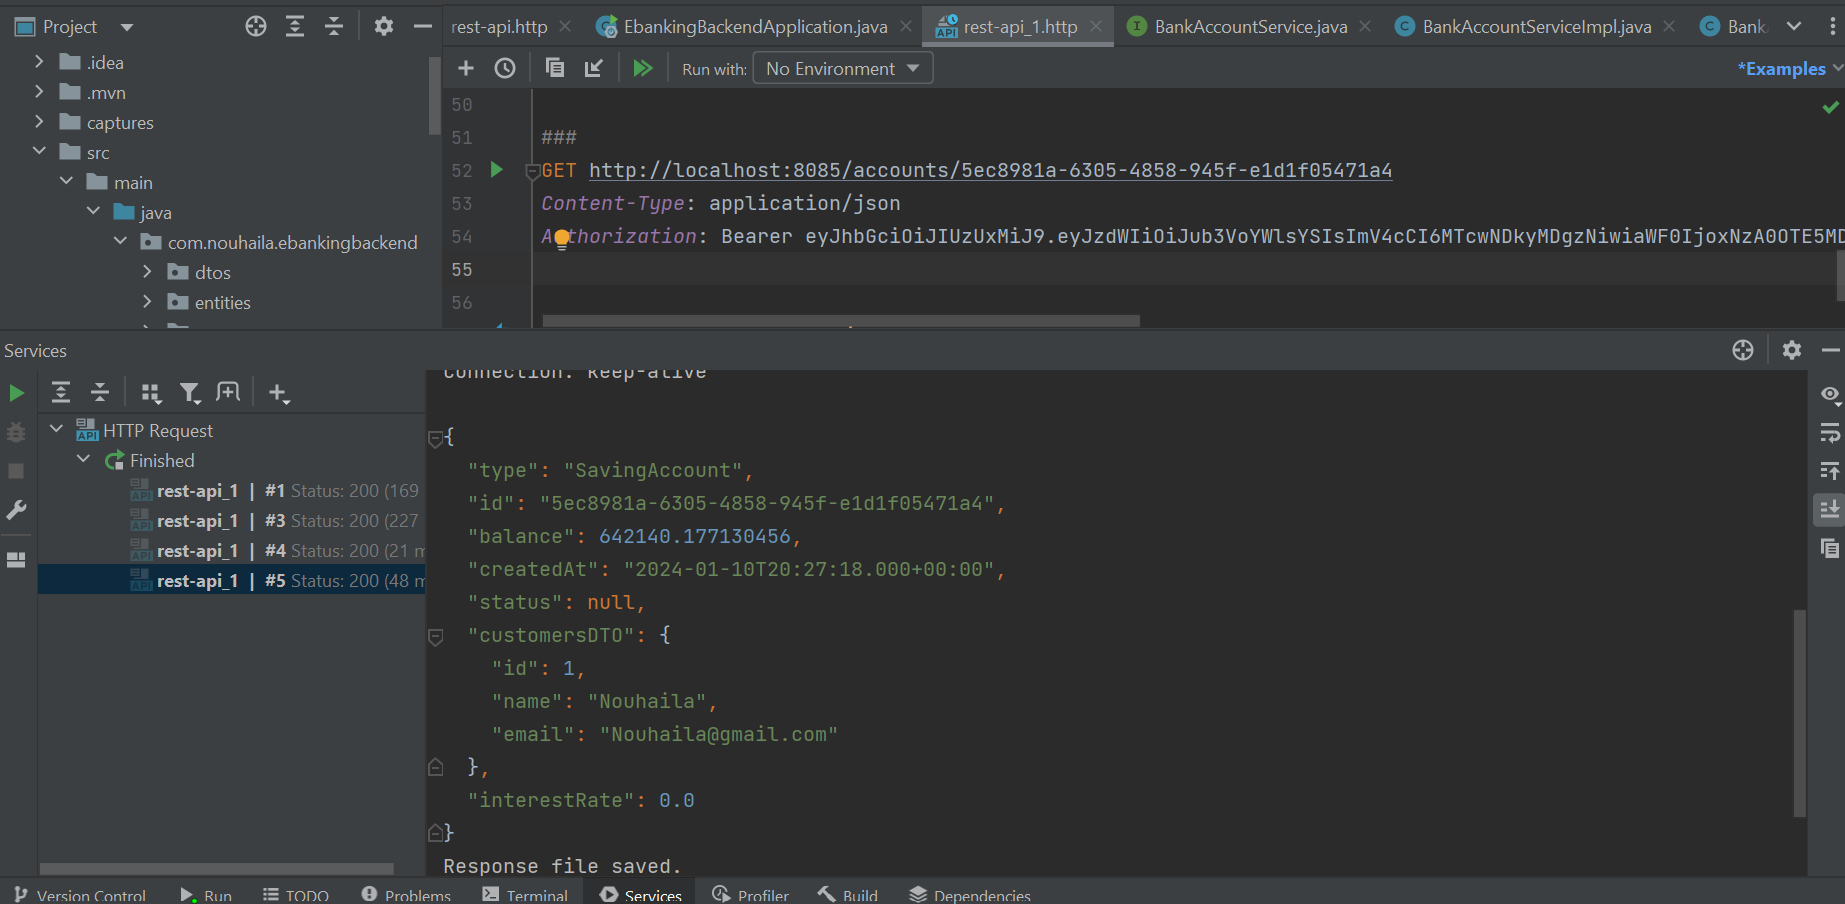 Project
rest-api.http
EbankingBackendApplication.java
rest-api_1.http
BankAccountService.java
BankAccountServiceImpl.java
Bank
.idea
.mvn
captures
src
main
java
com.nouhaila.ebankingbackend
dtos
entities
Run with:
No Environment
*Examples
50
51 ###
52 GET http://localhost:8085/accounts/5ec8981a-6305-4858-945f-e1d1f05471a4
53 Content-Type: application/json
54 Authorization: Bearer eyJhbGciOiJIUzUxMiJ9.eyJzdWIiOiJub3VoYWlsYSIsImV4cCI6MTcwNDkyMDgzNiwiaWF0IjoxNzA0OTE5MD
55
56
Services
HTTP Request
Finished
rest-api_1 | #1 Status: 200 (169
rest-api_1 | #3 Status: 200 (227
rest-api_1 | #4 Status: 200 (21 m
rest-api_1 | #5 Status: 200 (48 m
Connection: keep-alive
{
"type": "SavingAccount",
"id": "5ec8981a-6305-4858-945f-e1d1f05471a4",
"balance": 642140.177130456,
"createdAt": "2024-01-10T20:27:18.000+00:00",
"status": null,
"customersDTO": {
"id": 1,
"name": "Nouhaila",
"email": "Nouhaila@gmail.com"
},
"interestRate": 0.0
}
Response file saved.
Version Control
Run
TODO
Problems
Terminal
Services
Profiler
Build
Dependencies